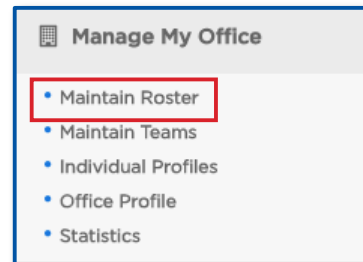 Manage My Office
Maintain Roster
Maintain Teams
Individual Profiles
Office Profile
Statistics